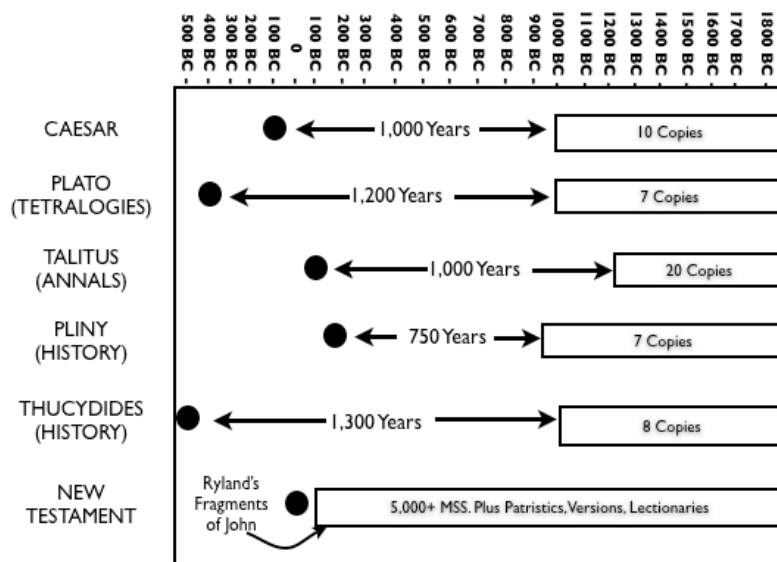 500 BC -
400 BC -
300 BC -
200 BC -
100 BC -
0 -
100 BC -
200 BC -
300 BC -
400 BC -
500 BC -
600 BC -
700 BC -
800 BC -
900 BC -
1000 BC -
1100 BC -
1200 BC -
1300 BC -
1400 BC -
1500 BC -
1600 BC -
1700 BC -
1800 BC -
CAESAR
1,000 Years
10 Copies
PLATO
(TETRALOGIES)
1,200 Years
7 Copies
TALITUS
(ANNALS)
1,000 Years
20 Copies
PLINY
(HISTORY)
750 Years
7 Copies
THUCYDIDES
(HISTORY)
1,300 Years
8 Copies
NEW
TESTAMENT
Ryland's
Fragments
of John
5,000+ MSS. Plus Patristics, Versions, Lectionaries